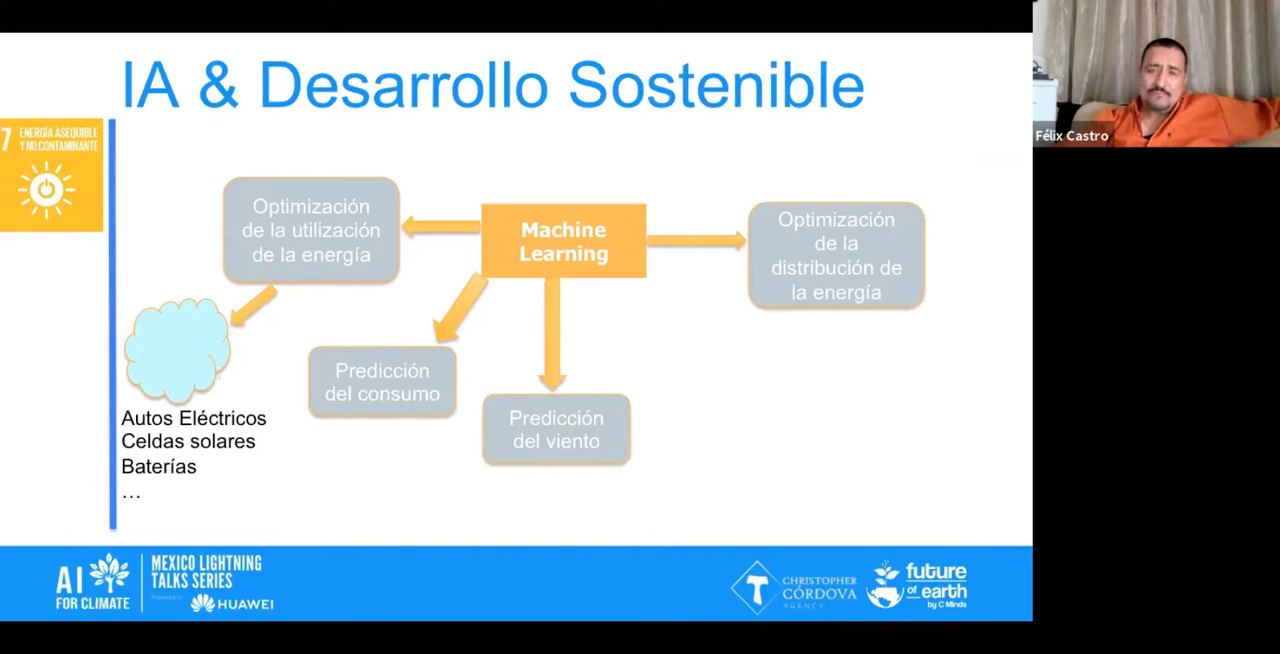 IA & Desarrollo Sostenible
7 ENERGÍA ASEQUIBLE
Y NO CONTAMINANTE
Optimización
de la utilización
de la energía
Machine
Learning
Optimización
de la
distribución de
la energía
Predicción
del consumo
Predicción
del viento
Autos Eléctricos
Celdas solares
Baterías
...
AI
FOR CLIMATE
MEXICO LIGHTNING
TALKS SERIES
Powered by
HUAWEI
CHRISTOPHER
CÓRDOVA
AGENCY
future
of earth
by C Minds
Félix Castro